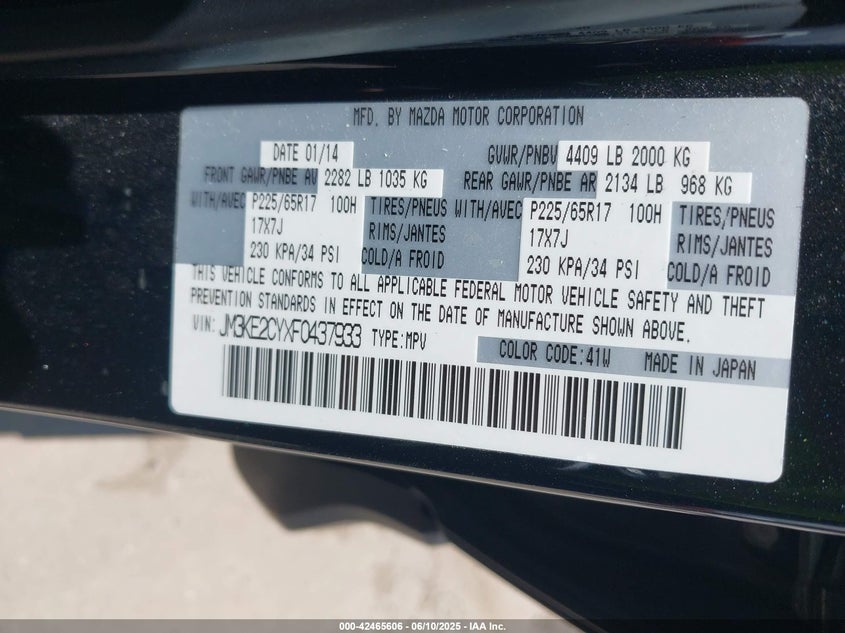 MFD. BY MAZDA MOTOR CORPORATION
DATE 01/14 GVWR/PNBV 4409 LB 2000 KG
FRONT GAWR/PNBE AV 2282 LB 1035 KG REAR GAWR/PNBE AR 2134 LB 968 KG
WITH/AVEC P225/65R17 100H TIRES/PNEUS WITH/AVEC P225/65R17 100H TIRES/PNEUS
17X7J RIMS/JANTES 17X7J RIMS/JANTES
230 KPA/34 PSI COLD/A FROID 230 KPA/34 PSI COLD/A FROID
THIS VEHICLE CONFORMS TO ALL APPLICABLE FEDERAL MOTOR VEHICLE SAFETY AND THEFT
PREVENTION STANDARDS IN EFFECT ON THE DATE OF MANUFACTURE SHOWN ABOVE.
VIN: JM3KE2CYXF0437933 TYPE:MPV
COLOR CODE:41W MADE IN JAPAN
000-42465606 - 06/10/2025 - IAA Inc.